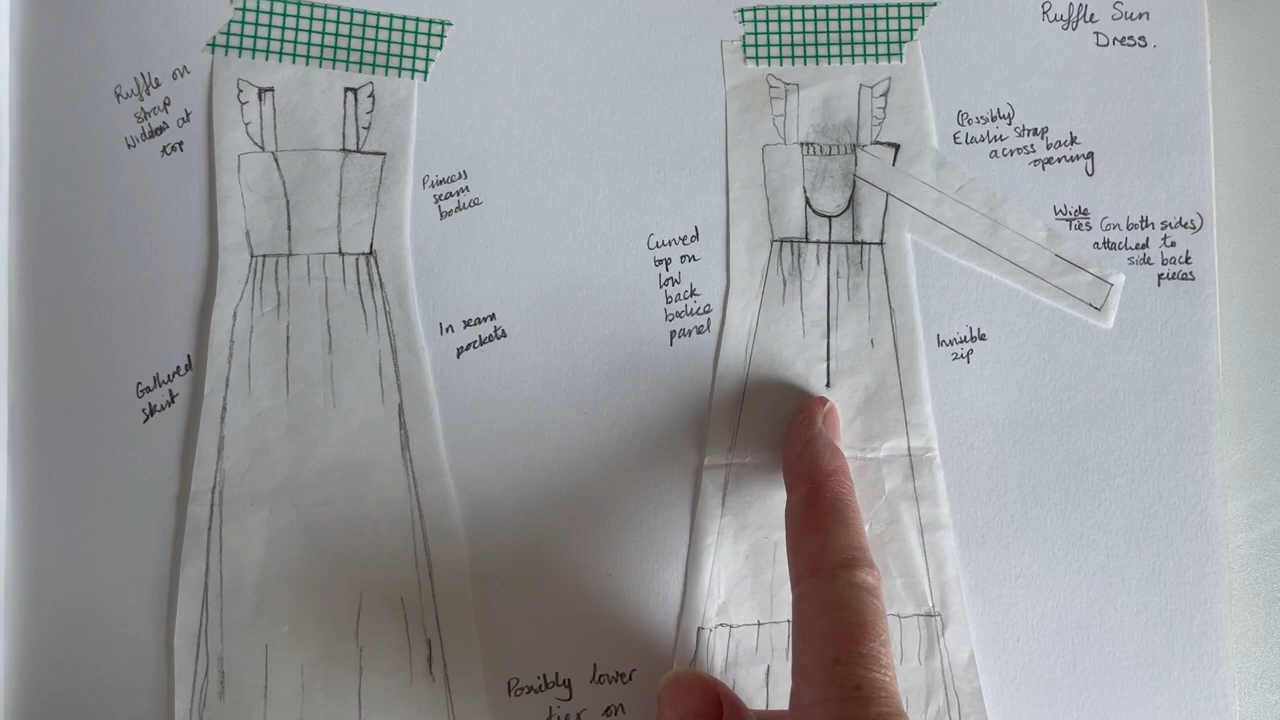 Ruffle Sun
Dress.
Ruffle on
strap
Widens at
top
Princess
seam
bodice
In seam
pockets
Gathered
skirt
(Possibly)
Elastic strap
across back
opening
Wide
Ties (on both sides)
attached to
side back
pieces
Curved
top on
low
back
bodice
panel
Invisible
zip
Possibly lower
tier on